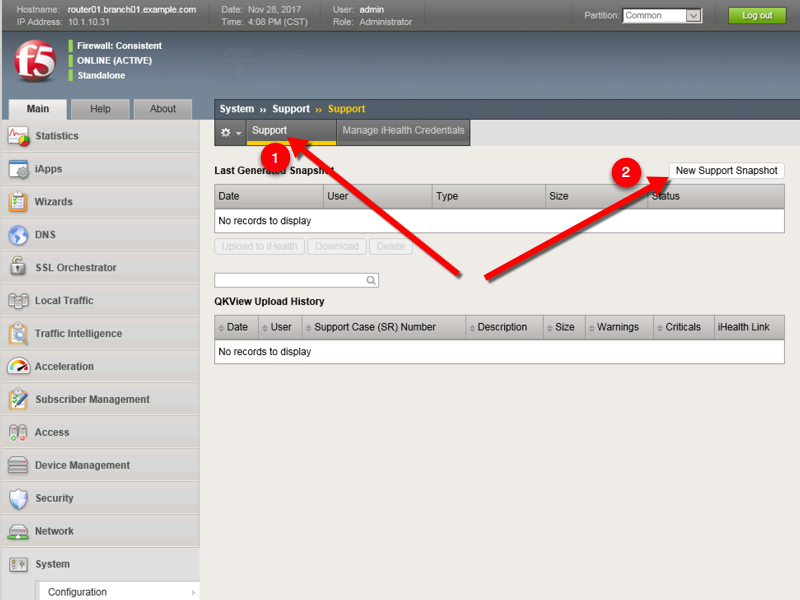 Hostname: router01.branch01.example.com
IP Address: 10.1.10.31
Date: Nov 28, 2017
Time: 4:08 PM (CST)
User: admin
Role: Administrator
Partition: Common
Log out
f5
Firewall: Consistent
ONLINE (ACTIVE)
Standalone
Main Help About
System ›› Support ›› Support
Support Manage iHealth Credentials
Statistics
iApps
Wizards
DNS
SSL Orchestrator
Local Traffic
Traffic Intelligence
Acceleration
Subscriber Management
Access
Device Management
Security
Network
System
Configuration
1
2
Last Generated Snapshot
New Support Snapshot
Date User Type Size Status
No records to display
Upload to iHealth Download Delete
QKView Upload History
Date User Support Case (SR) Number Description Size Warnings Criticals iHealth Link
No records to display